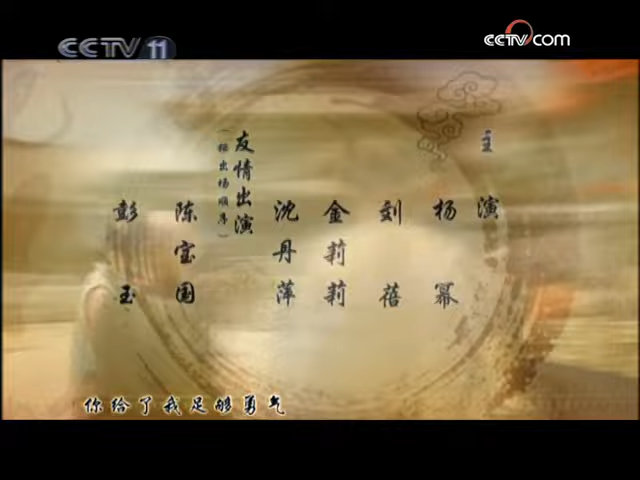 CCTV 11
CCTV.COM
主演
杨幂
刘蓓
金莉莉
沈丹萍
友情出演
（按出场顺序）
陈宝国
彭玉
你给了我足够勇气